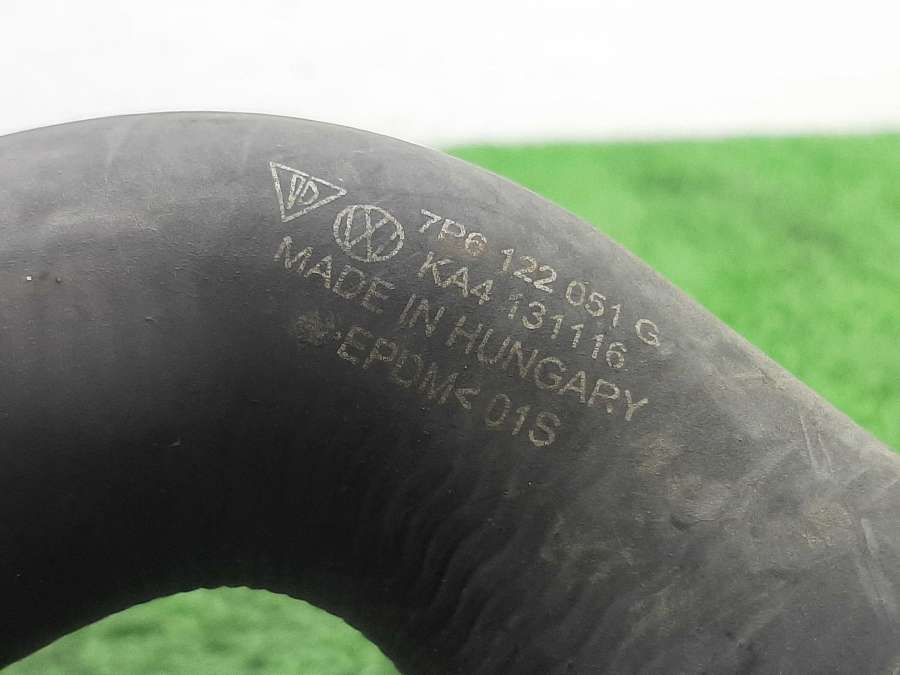 7P6 122 051 G
KA4 131116
MADE IN HUNGARY
EPDM< 01S